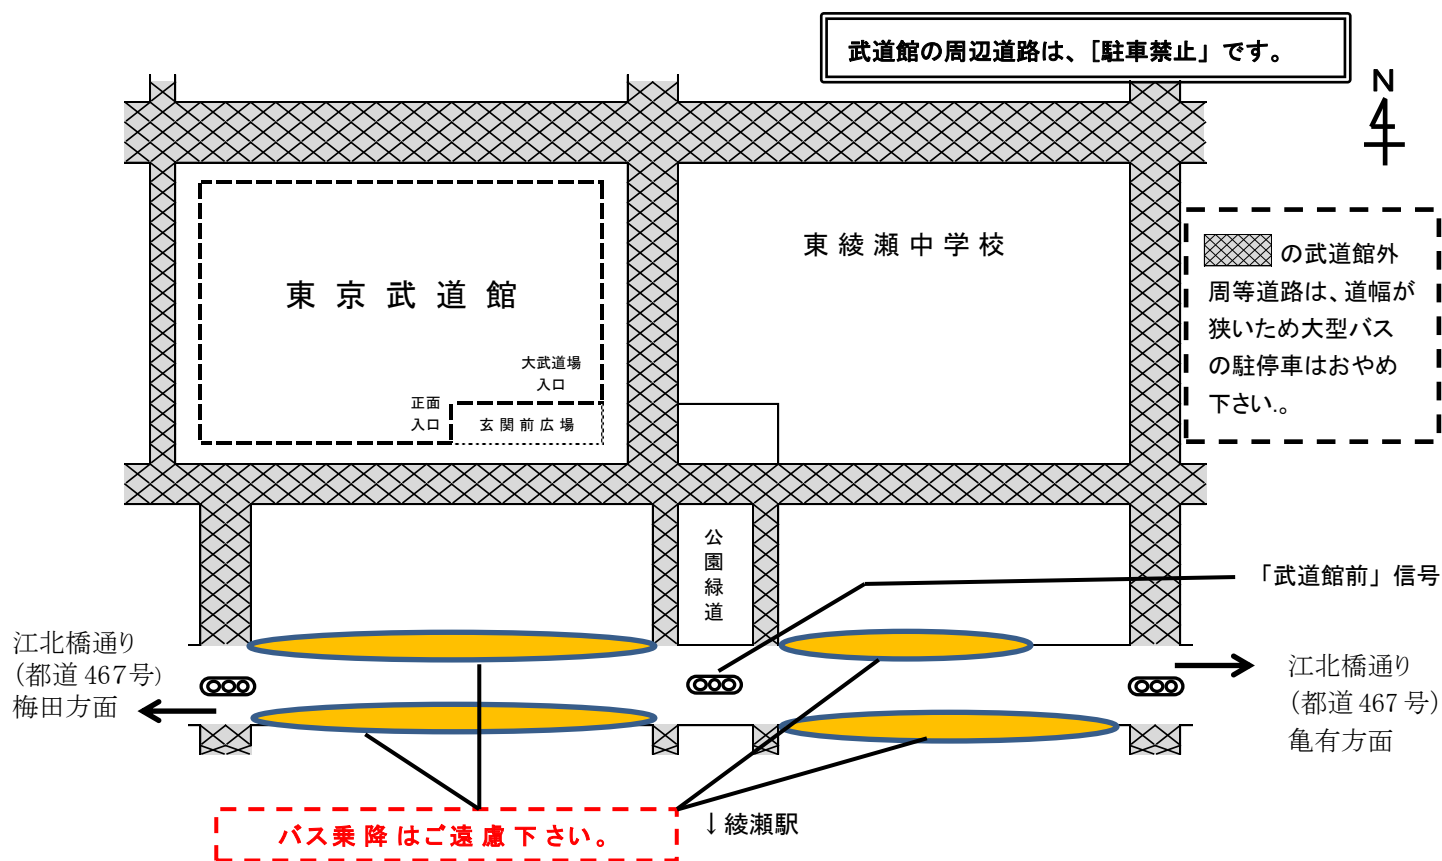 武道館の周辺道路は、［駐車禁止」です。
N
東綾瀬中学校
の武道館外
周等道路は、道幅が
狭いため大型バス
の駐停車はおやめ
下さい.。
東京武道館
大武道場
入口
正面
入口
玄関前広場
公園緑道
「武道館前」信号
江北橋通り
(都道 467号)
梅田方面
江北橋通り
(都道 467 号)
亀有方面
バス乗降はご遠慮下さい。
↓綾瀬駅